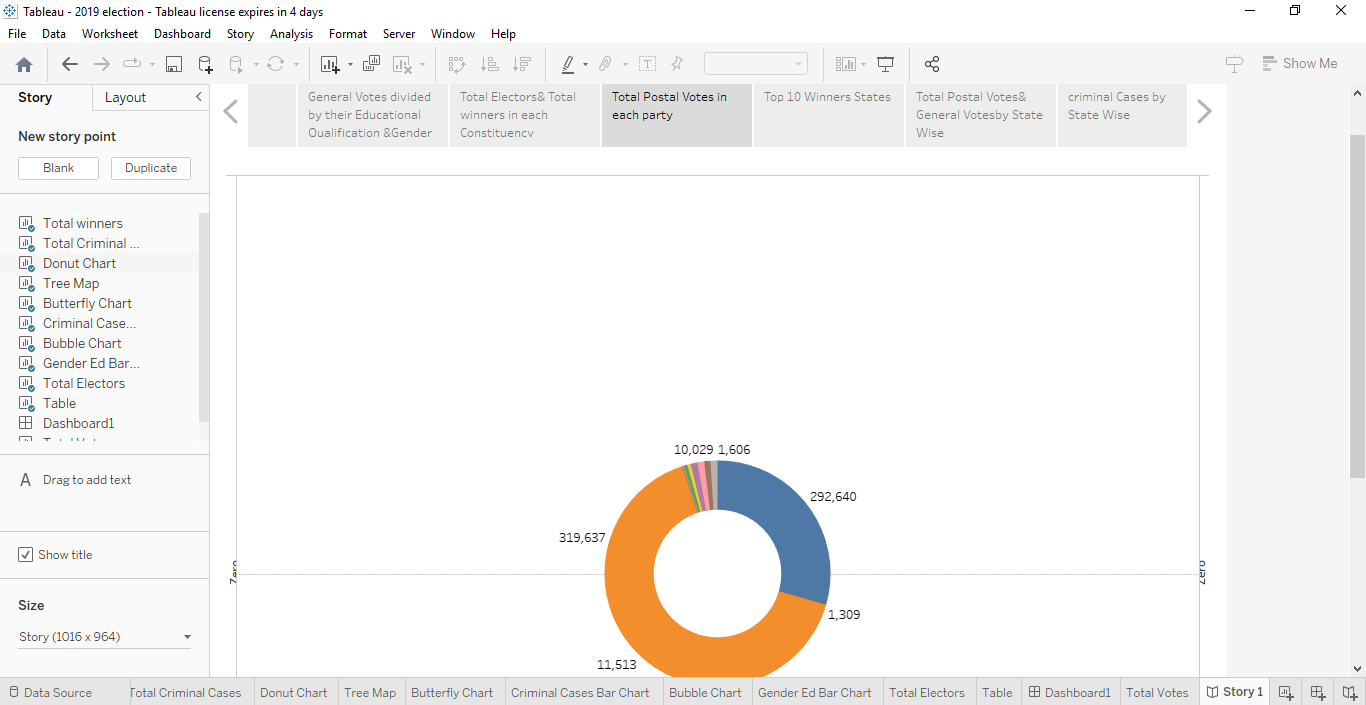 Tableau - 2019 election - Tableau license expires in 4 days
File Data Worksheet Dashboard Story Analysis Format Server Window Help
Show Me
Story
Layout
New story point
Blank
Duplicate
Total winners
Total Criminal ...
Donut Chart
Tree Map
Butterfly Chart
Criminal Case...
Bubble Chart
Gender Ed Bar...
Total Electors
Table
Dashboard1
A Drag to add text
Show title
Size
Story (1016 x 964)
General Votes divided
by their Educational
Qualification &Gender
Total Electors& Total
winners in each
Constituency
Total Postal Votes in
each party
Top 10 Winners States
Total Postal Votes&
General Votesby State
Wise
criminal Cases by
State Wise
10,029 1,606
292,640
319,637
Zero
Zero
1,309
11,513
Data Source
Total Criminal Cases
Donut Chart
Tree Map
Butterfly Chart
Criminal Cases Bar Chart
Bubble Chart
Gender Ed Bar Chart
Total Electors
Table
Dashboard1
Total Votes
Story 1